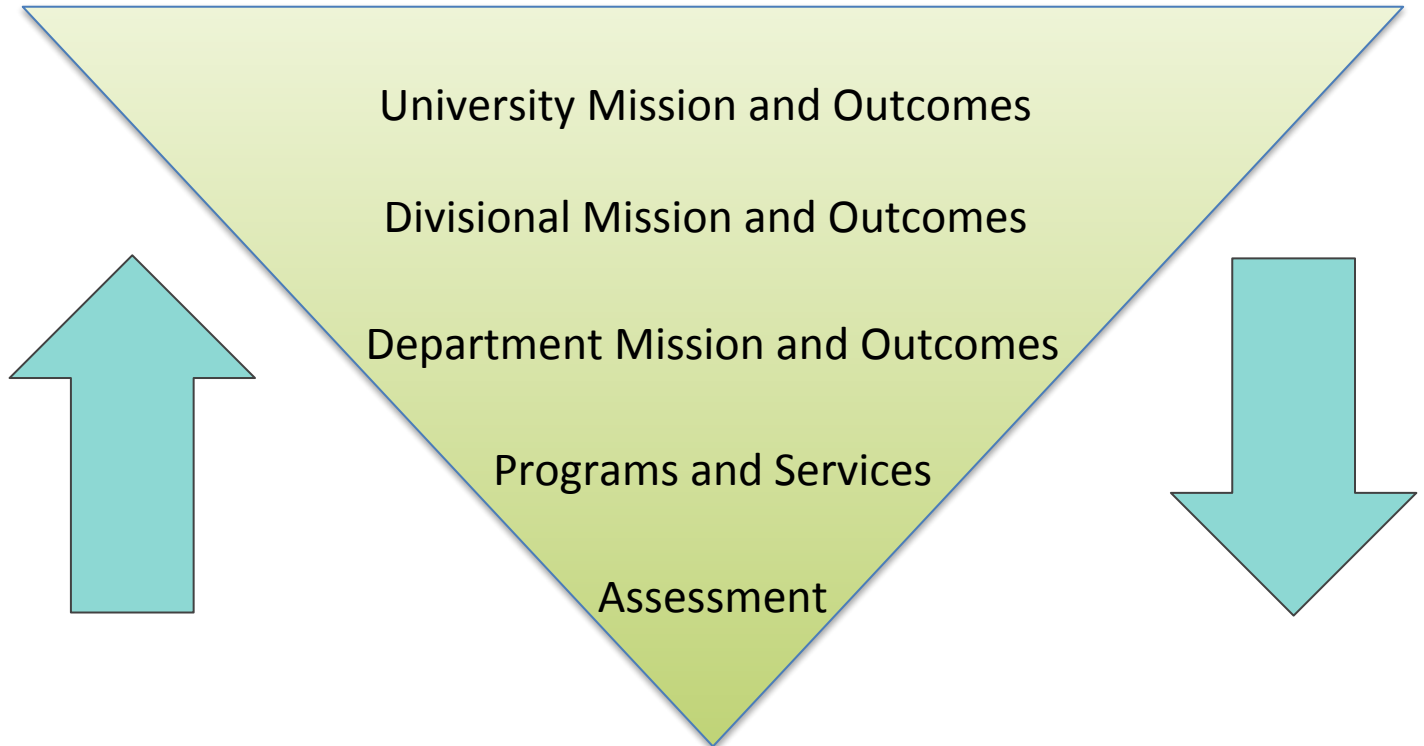 University Mission and Outcomes
Divisional Mission and Outcomes
Department Mission and Outcomes
Programs and Services
Assessment